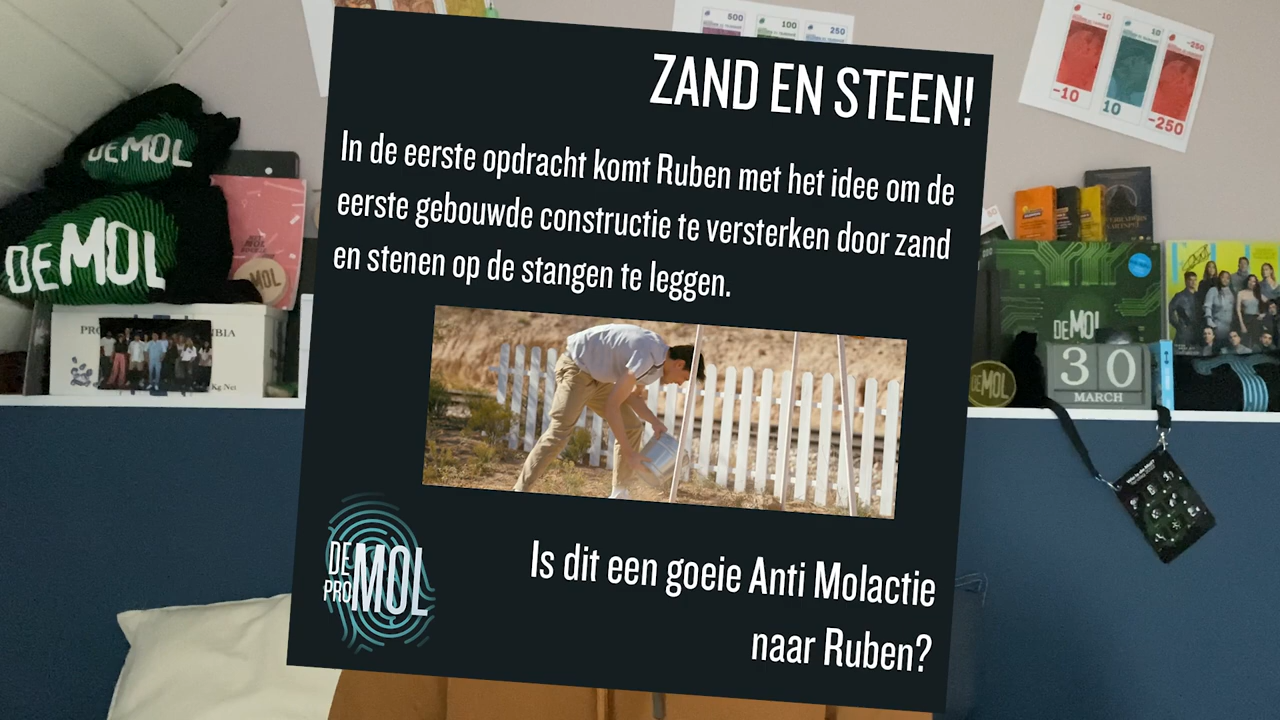 ZAND EN STEEN!
In de eerste opdracht komt Ruben met het idee om de
eerste gebouwde constructie te versterken door zand
en stenen op de stangen te leggen.
Is dit een goeie Anti Molactie
naar Ruben?
DE
PRO MOL
DE MOL
DE MOL
MOL
DE MOL
DE MOL
30
MARCH
500
100
250
-10
10
-250
-10
10
-250